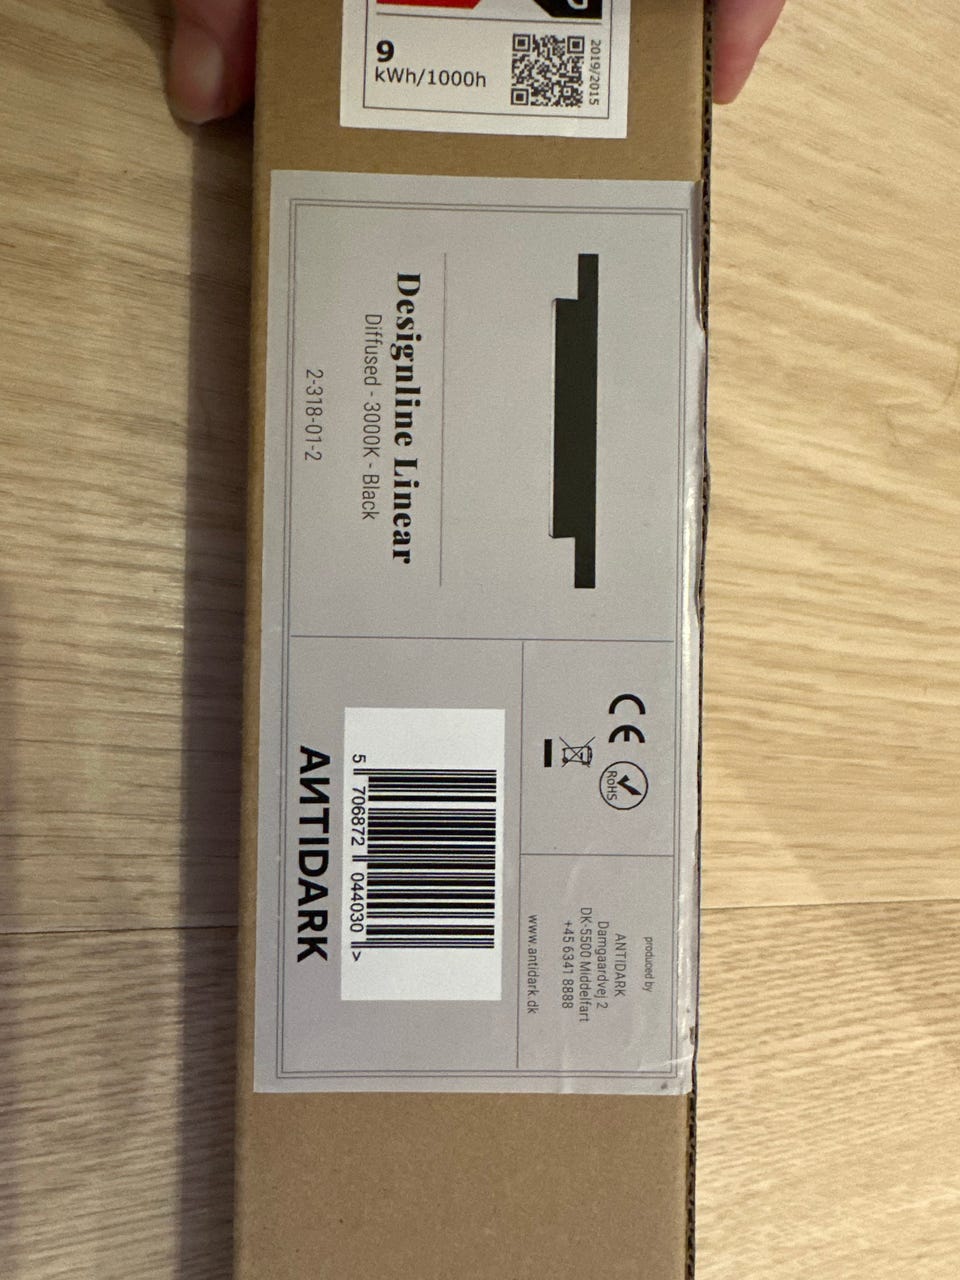 9
kWh/1000h
2019/2015
Designline Linear
Diffused - 3000K - Black
2-318-01-2
CE
RoHS
produced by
ANTIDARK
Damgaardvej 2
DK-5500 Middelfart
+45 6341 8888
www.antidark.dk
5 706872 044030 >
ANTIDARK